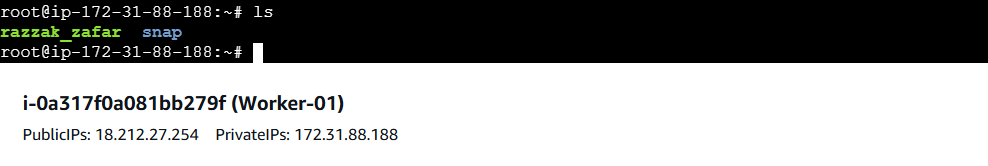 root@ip-172-31-88-188:~# ls
razzak_zafar  snap
root@ip-172-31-88-188:~#
i-0a317f0a081bb279f (Worker-01)
PublicIPs: 18.212.27.254    PrivateIPs: 172.31.88.188